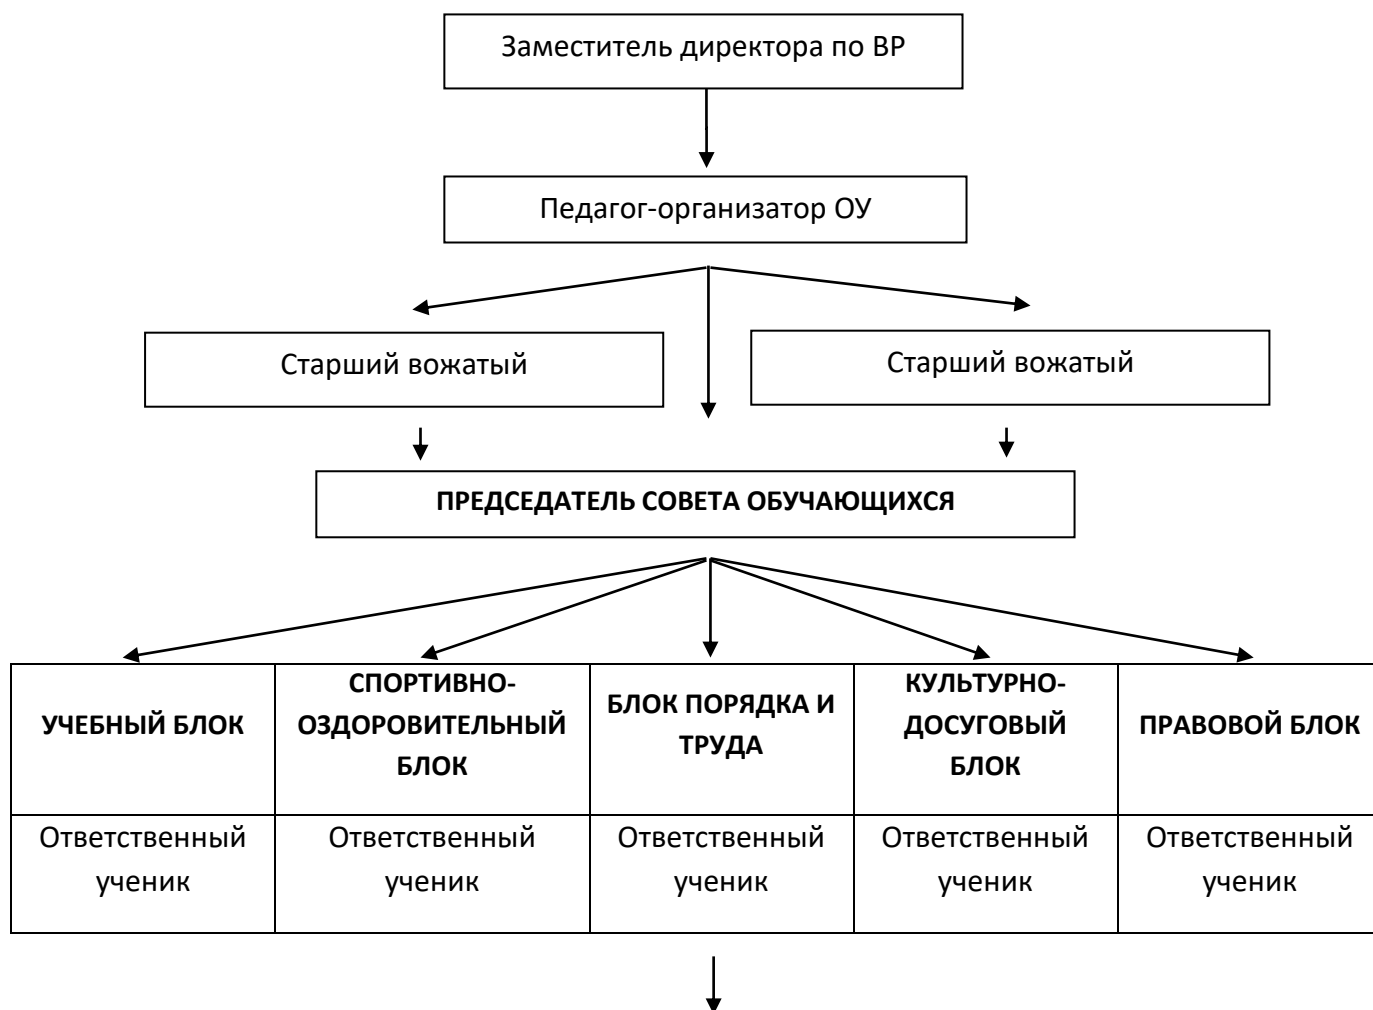 Заместитель директора по ВР
Педагог-организатор ОУ
Старший вожатый
Старший вожатый
ПРЕДСЕДАТЕЛЬ СОВЕТА ОБУЧАЮЩИХСЯ
УЧЕБНЫЙ БЛОК
СПОРТИВНО-
ОЗДОРОВИТЕЛЬНЫЙ
БЛОК
БЛОК ПОРЯДКА И
ТРУДА
КУЛЬТУРНО-
ДОСУГОВЫЙ
БЛОК
ПРАВОВОЙ БЛОК
Ответственный
ученик
Ответственный
ученик
Ответственный
ученик
Ответственный
ученик
Ответственный
ученик